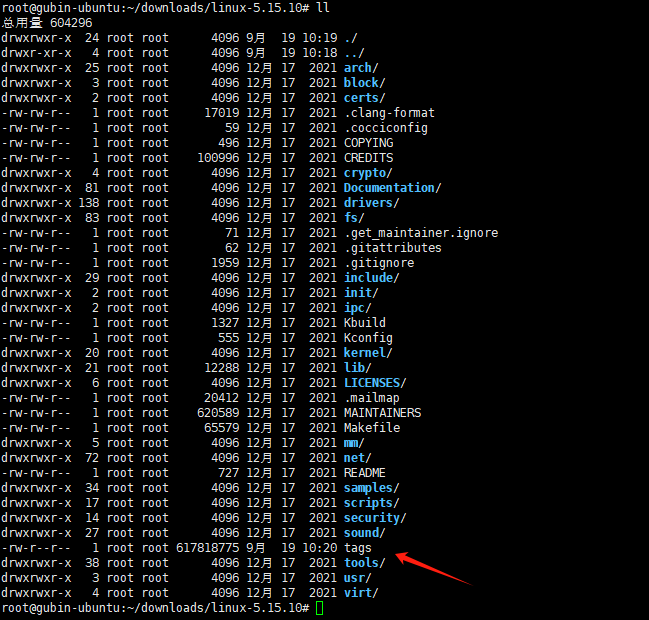 root@gubin-ubuntu:~/downloads/linux-5.15.10# ll
总用量 604296
drwxrwxr-x  24 root root      4096 9月  19 10:19 ./
drwxr-xr-x   4 root root      4096 9月  19 10:18 ../
drwxrwxr-x  25 root root      4096 12月 17  2021 arch/
drwxrwxr-x   3 root root      4096 12月 17  2021 block/
drwxrwxr-x   2 root root      4096 12月 17  2021 certs/
-rw-rw-r--   1 root root     17019 12月 17  2021 .clang-format
-rw-rw-r--   1 root root        59 12月 17  2021 .cocciconfig
-rw-rw-r--   1 root root       496 12月 17  2021 COPYING
-rw-rw-r--   1 root root    100996 12月 17  2021 CREDITS
drwxrwxr-x   4 root root      4096 12月 17  2021 crypto/
drwxrwxr-x  81 root root      4096 12月 17  2021 Documentation/
drwxrwxr-x 138 root root      4096 12月 17  2021 drivers/
drwxrwxr-x  83 root root      4096 12月 17  2021 fs/
-rw-rw-r--   1 root root        71 12月 17  2021 .get_maintainer.ignore
-rw-rw-r--   1 root root        62 12月 17  2021 .gitattributes
-rw-rw-r--   1 root root      1959 12月 17  2021 .gitignore
drwxrwxr-x  29 root root      4096 12月 17  2021 include/
drwxrwxr-x   2 root root      4096 12月 17  2021 init/
drwxrwxr-x   2 root root      4096 12月 17  2021 ipc/
-rw-rw-r--   1 root root      1327 12月 17  2021 Kbuild
-rw-rw-r--   1 root root       555 12月 17  2021 Kconfig
drwxrwxr-x  20 root root      4096 12月 17  2021 kernel/
drwxrwxr-x  21 root root     12288 12月 17  2021 lib/
drwxrwxr-x   6 root root      4096 12月 17  2021 LICENSES/
-rw-rw-r--   1 root root     20412 12月 17  2021 .mailmap
-rw-rw-r--   1 root root    620589 12月 17  2021 MAINTAINERS
-rw-rw-r--   1 root root     65579 12月 17  2021 Makefile
drwxrwxr-x   5 root root      4096 12月 17  2021 mm/
drwxrwxr-x  72 root root      4096 12月 17  2021 net/
-rw-rw-r--   1 root root       727 12月 17  2021 README
drwxrwxr-x  34 root root      4096 12月 17  2021 samples/
drwxrwxr-x  17 root root      4096 12月 17  2021 scripts/
drwxrwxr-x  14 root root      4096 12月 17  2021 security/
drwxrwxr-x  27 root root      4096 12月 17  2021 sound/
-rw-r--r--   1 root root 617818775 9月  19 10:20 tags
drwxrwxr-x  38 root root      4096 12月 17  2021 tools/
drwxrwxr-x   3 root root      4096 12月 17  2021 usr/
drwxrwxr-x   4 root root      4096 12月 17  2021 virt/
root@gubin-ubuntu:~/downloads/linux-5.15.10#